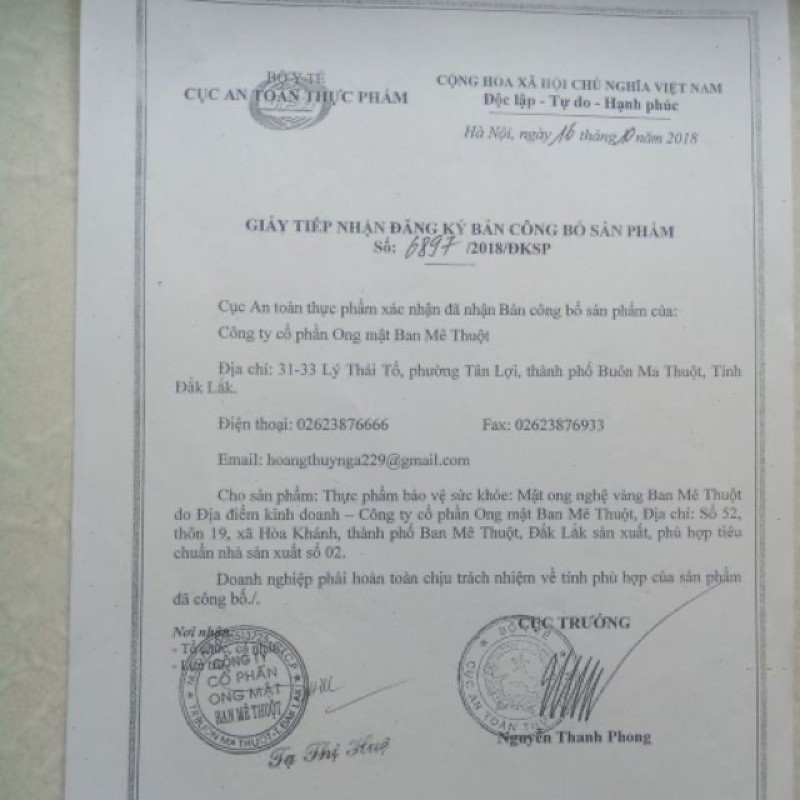 BỘ Y TẾ
CỤC AN TOÀN THỰC PHẨM
CỘNG HÒA XÃ HỘI CHỦ NGHĨA VIỆT NAM
Độc lập - Tự do - Hạnh phúc
Hà Nội, ngày 16 tháng 10 năm 2018
GIẤY TIẾP NHẬN ĐĂNG KÝ BẢN CÔNG BỐ SẢN PHẨM
Số: 6897 /2018/ĐKSP
Cục An toàn thực phẩm xác nhận đã nhận Bản công bố sản phẩm của:
Công ty cổ phần Ong mật Ban Mê Thuột
Địa chỉ: 31-33 Lý Thái Tổ, phường Tân Lợi, thành phố Buôn Ma Thuột, Tỉnh
Đắk Lắk.
Điện thoại: 02623876666 Fax: 02623876933
Email: hoangthuynga229@gmail.com
Cho sản phẩm: Thực phẩm bảo vệ sức khỏe: Mật ong nghệ vàng Ban Mê Thuột
do Địa điểm kinh doanh – Công ty cổ phần Ong mật Ban Mê Thuột, Địa chỉ: Số 52,
thôn 19, xã Hòa Khánh, thành phố Ban Mê Thuột, Đắk Lắk sản xuất, phù hợp tiêu
chuẩn nhà sản xuất số 02.
Doanh nghiệp phải hoàn toàn chịu trách nhiệm về tính phù hợp của sản phẩm
đã công bố./.
Nơi nhận:
CỤC TRƯỞNG
CÔNG TY
CỔ PHẦN
ONG MẬT
BAN MÊ THUỘT
TP.BUÔN MA THUỘT-T.ĐẮK LẮK
BỘ Y TẾ
CỤC AN TOÀN THỰC
Tạ Thị Huệ
Nguyễn Thanh Phong